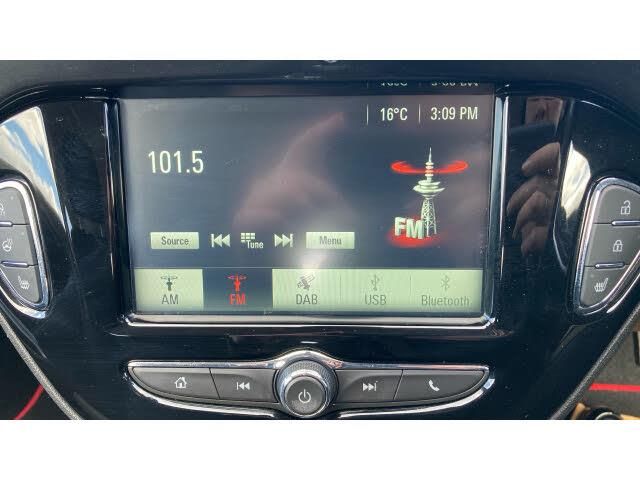 16°C 3:09 PM
101.5
FM
Source Tune Menu
AM FM DAB USB Bluetooth